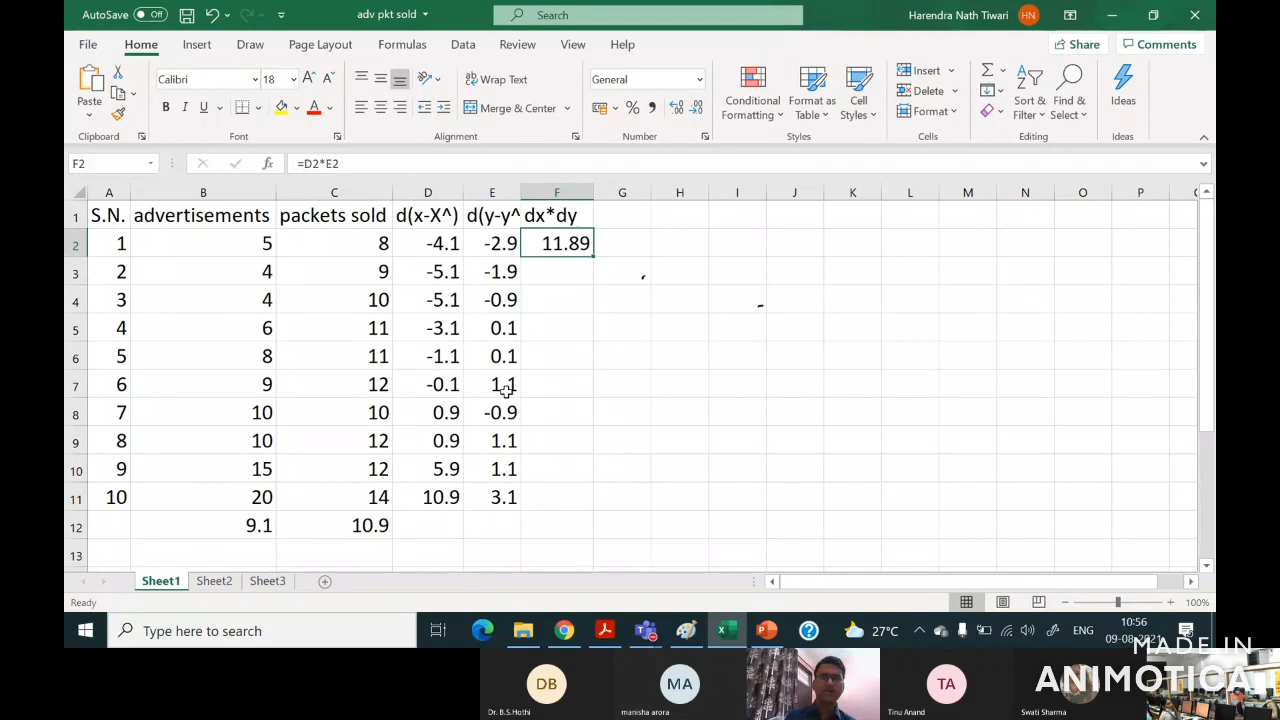 AutoSave Off adv pkt sold Search Harendra Nath Tiwari HN
File Home Insert Draw Page Layout Formulas Data Review View Help Share Comments
Paste Calibri 18 Wrap Text General Conditional Formatting Format as Table Cell Styles Insert Sort & Filter Find & Select Ideas
B I U Merge & Center Delete
Format
Clipboard Font Alignment Number Styles Cells Editing Ideas
F2 fx =D2*E2
A B C D E F G H I J K L M N O P
1 S.N. advertisements packets sold d(x-X^) d(y-y^ dx*dy
2 1 5 8 -4.1 -2.9 11.89
3 2 4 9 -5.1 -1.9
4 3 4 10 -5.1 -0.9
5 4 6 11 -3.1 0.1
6 5 8 11 -1.1 0.1
7 6 9 12 -0.1 1.1
8 7 10 10 0.9 -0.9
9 8 10 12 0.9 1.1
10 9 15 12 5.9 1.1
11 10 20 14 10.9 3.1
12 9.1 10.9
13
Sheet1 Sheet2 Sheet3
Ready 100%
Type here to search 27°C ENG 10:56
09-08-2021
MADE IN
ANIMOTICA
DB MA TA
Dr. B.S.Hothi manisha arora Tinu Anand Swati Sharma